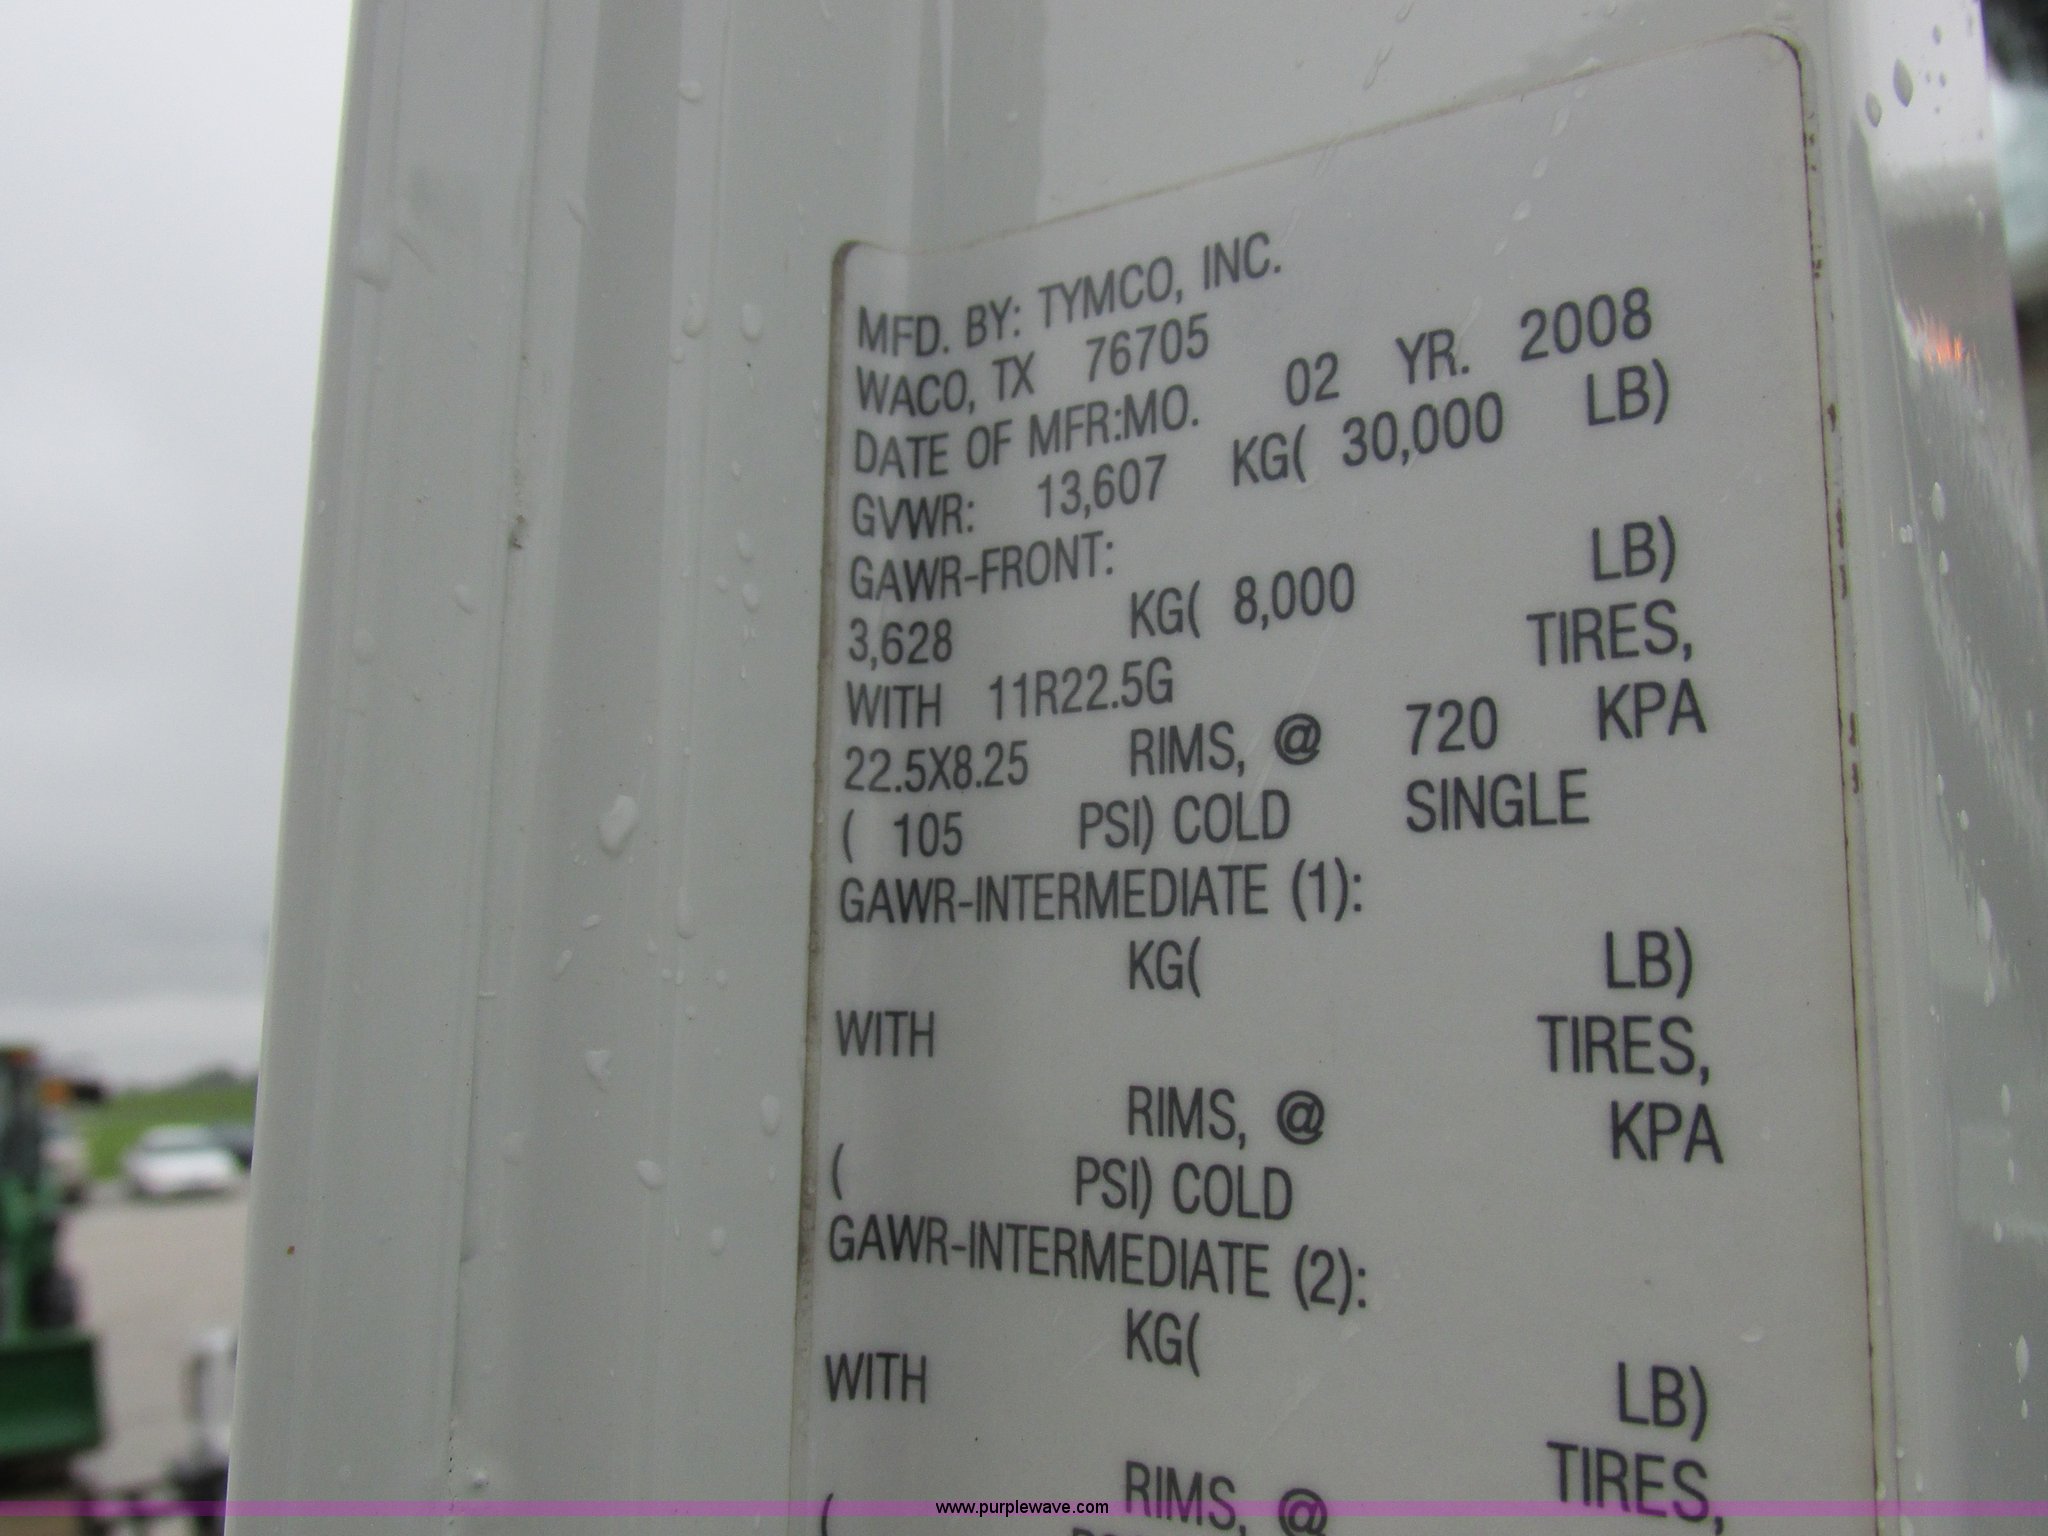 MFD. BY: TYMCO, INC.
WACO, TX 76705
DATE OF MFR:MO. 02 YR. 2008
GVWR: 13,607 KG( 30,000 LB)
GAWR-FRONT:
3,628 KG( 8,000 LB)
WITH 11R22.5G TIRES,
22.5X8.25 RIMS, @ 720 KPA
( 105 PSI) COLD SINGLE
GAWR-INTERMEDIATE (1):
KG( LB)
WITH TIRES,
RIMS, @ KPA
( PSI) COLD
GAWR-INTERMEDIATE (2):
KG( LB)
WITH TIRES,
RIMS, @
(
www.purplewave.com